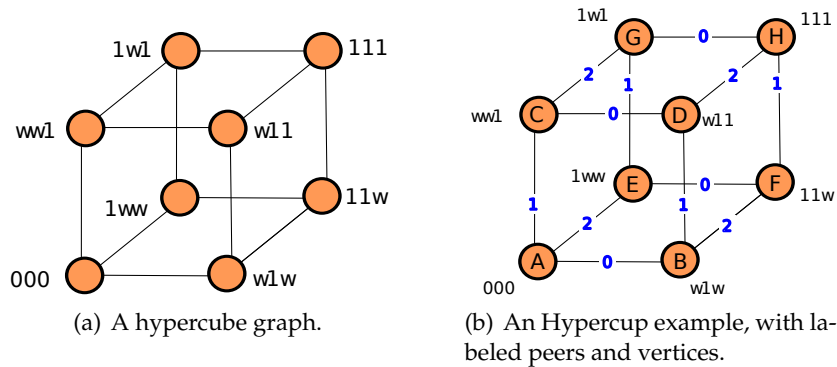 1w1
111
ww1
w11
1ww
11w
000
w1w
(a) A hypercube graph.
1w1
111
G
0
H
2
1
2
1
C
0
D
ww1
w11
1ww
E
0
F
11w
1
2
1
2
A
0
B
000
w1w
(b) An Hypercup example, with la-
beled peers and vertices.